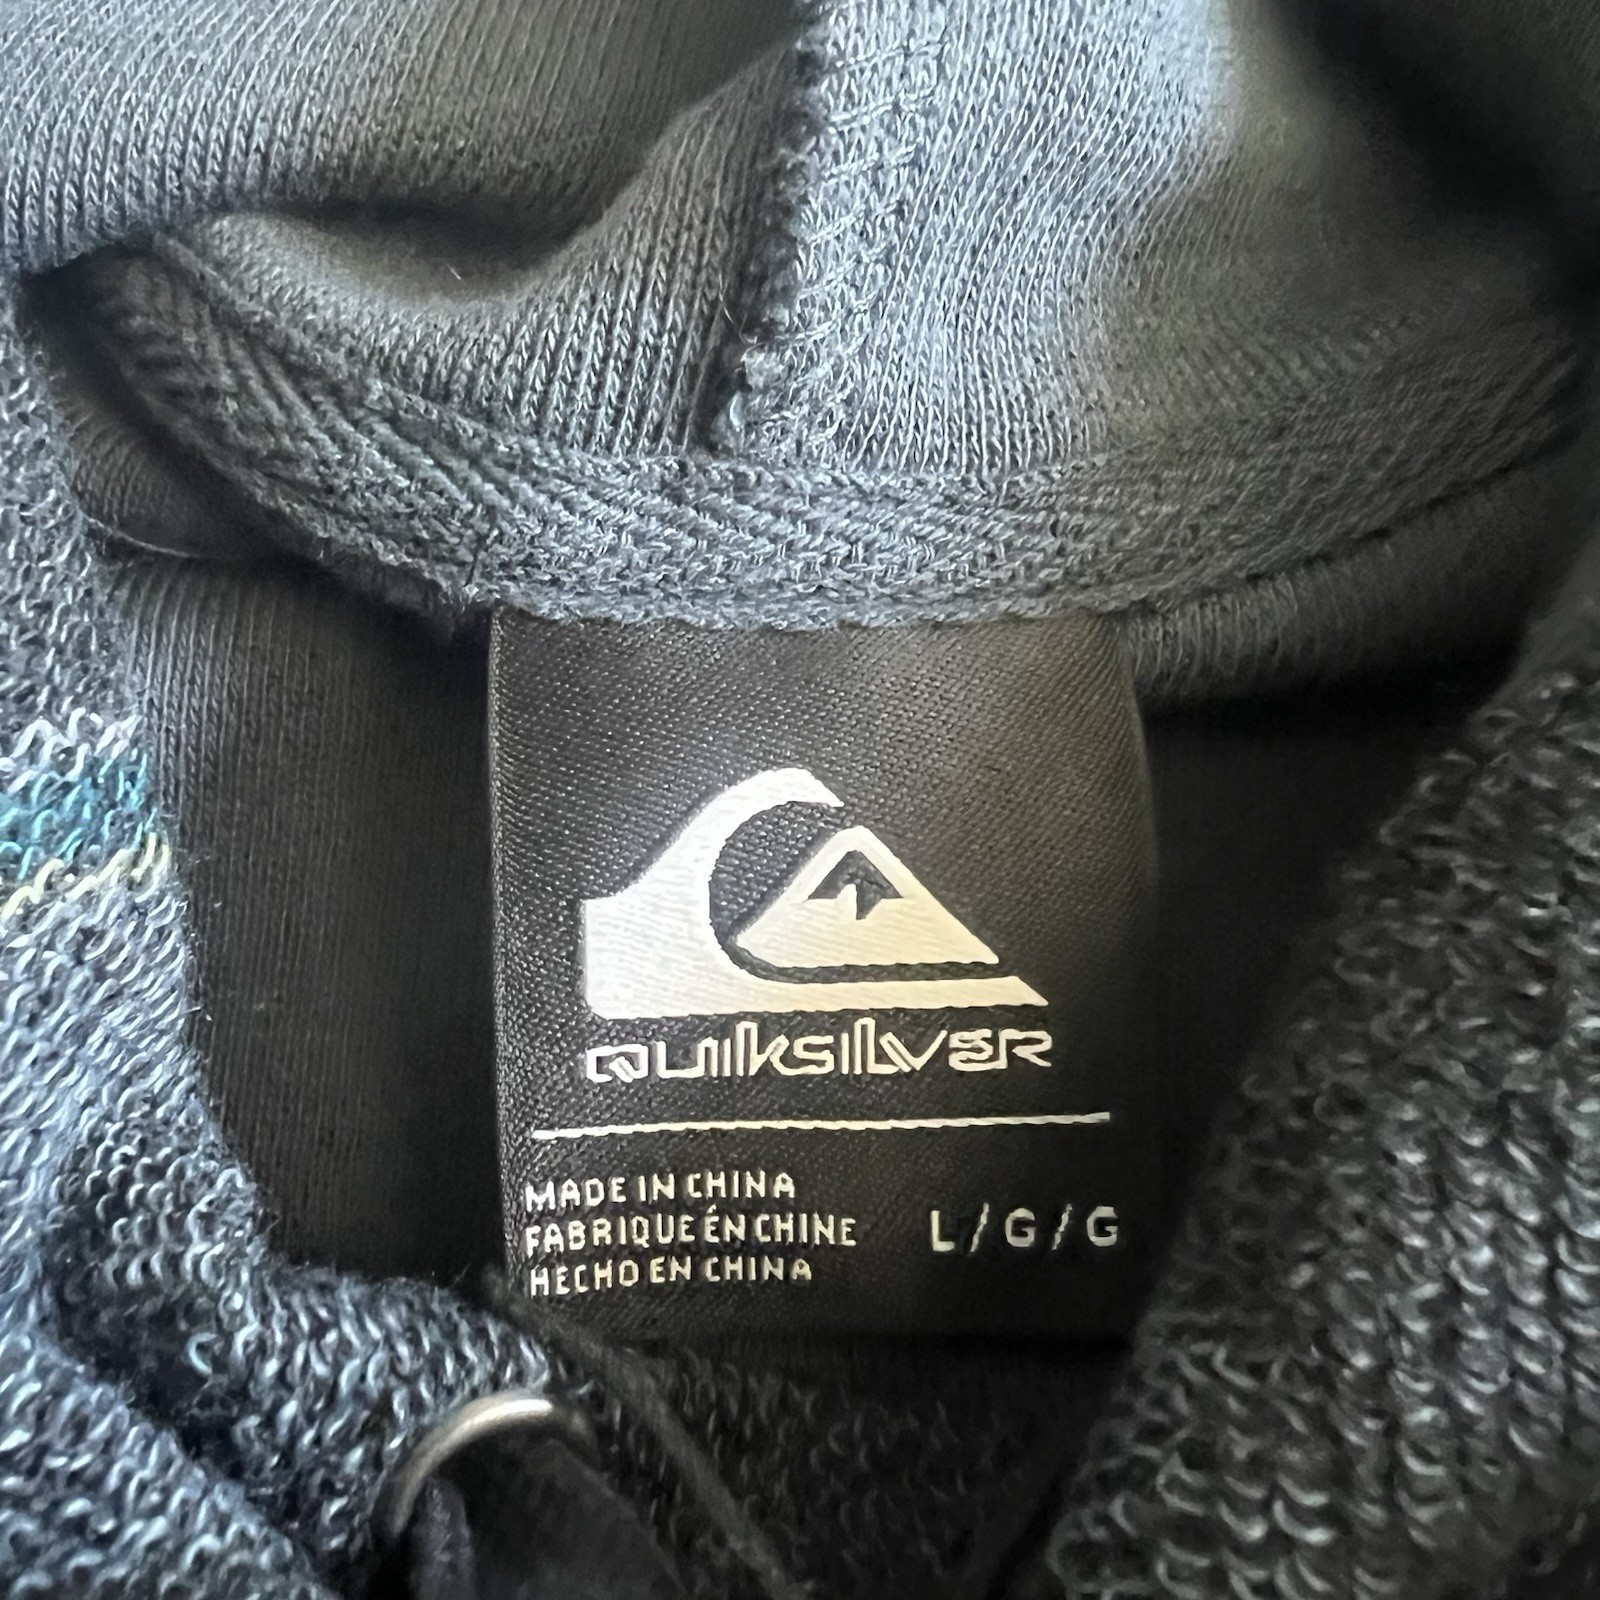 QUIKSILVER
MADE IN CHINA
FABRIQUE ÉN CHINE
HECHO EN CHINA
L/G/G